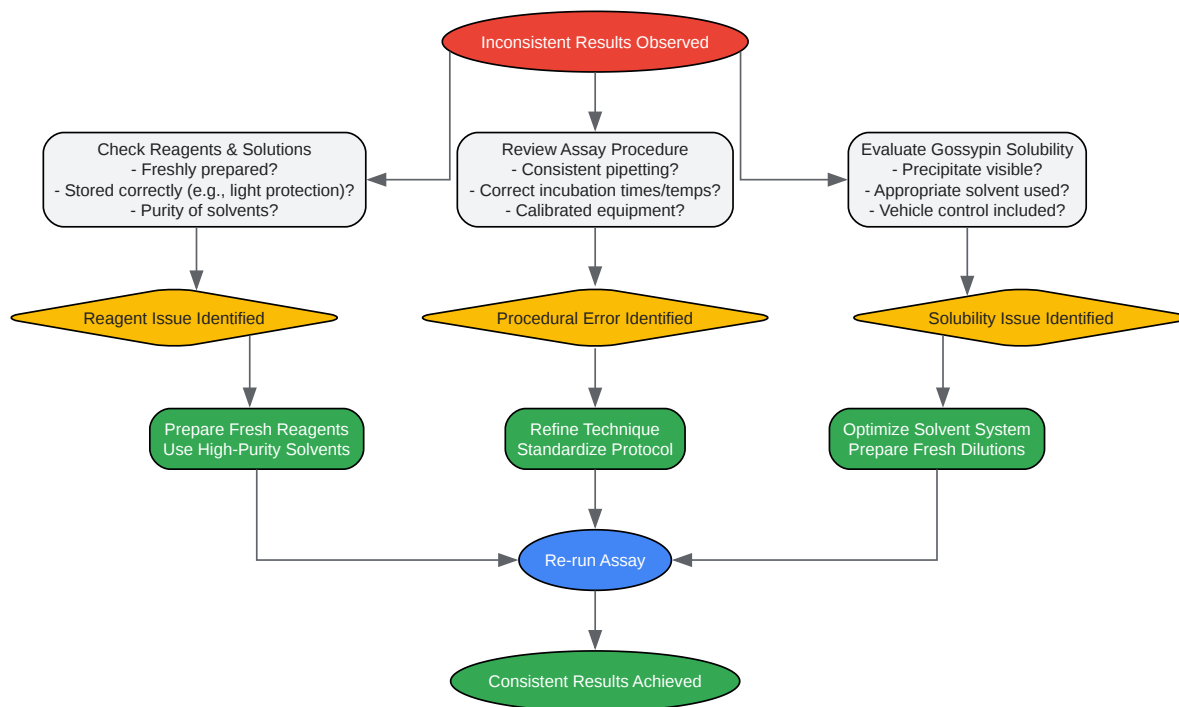 Inconsistent Results Observed
Check Reagents & Solutions
- Freshly prepared?
- Stored correctly (e.g., light protection)?
- Purity of solvents?
Review Assay Procedure
- Consistent pipetting?
- Correct incubation times/temps?
- Calibrated equipment?
Evaluate Gossypin Solubility
- Precipitate visible?
- Appropriate solvent used?
- Vehicle control included?
Reagent Issue Identified
Procedural Error Identified
Solubility Issue Identified
Prepare Fresh Reagents
Use High-Purity Solvents
Refine Technique
Standardize Protocol
Optimize Solvent System
Prepare Fresh Dilutions
Re-run Assay
Consistent Results Achieved